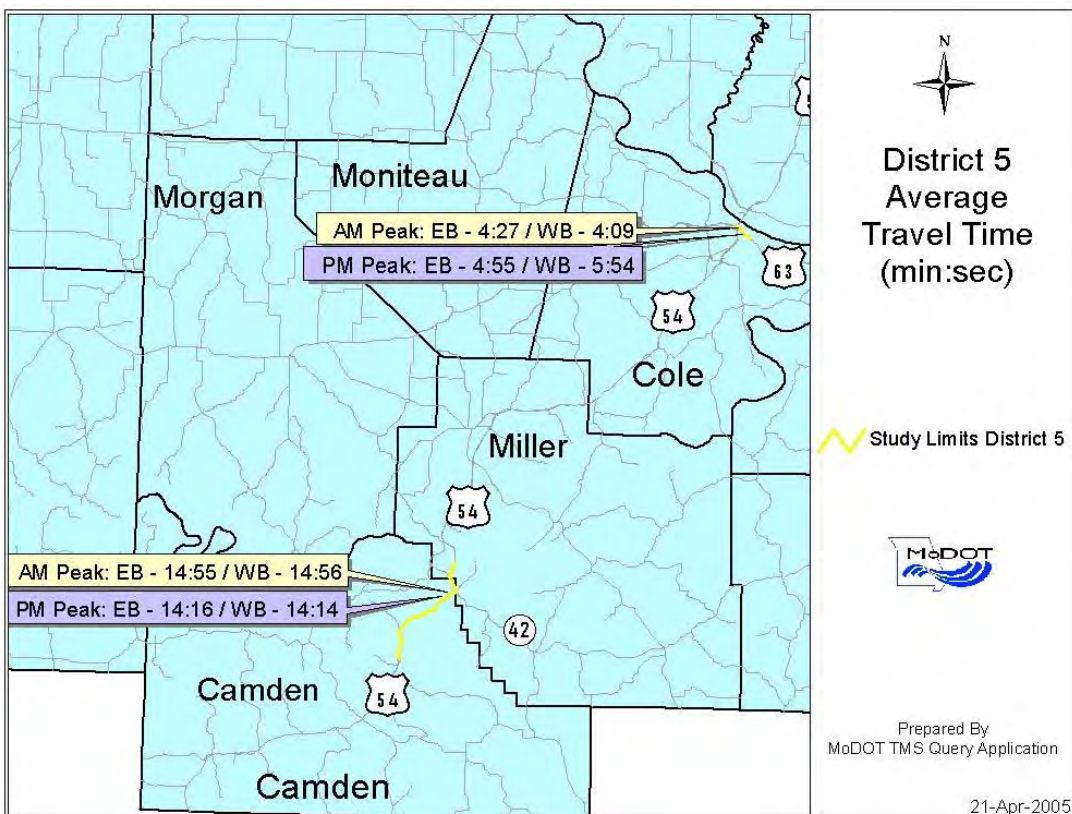 N
District 5
Average
Travel Time
(min:sec)
Study Limits District 5
MoDOT
Prepared By
MoDOT TMS Query Application
21-Apr-2005
Morgan
Moniteau
AM Peak: EB - 4:27 / WB - 4:09
PM Peak: EB - 4:55 / WB - 5:54
63
54
Cole
Miller
54
AM Peak: EB - 14:55 / WB - 14:56
PM Peak: EB - 14:16 / WB - 14:14
42
Camden
54
Camden